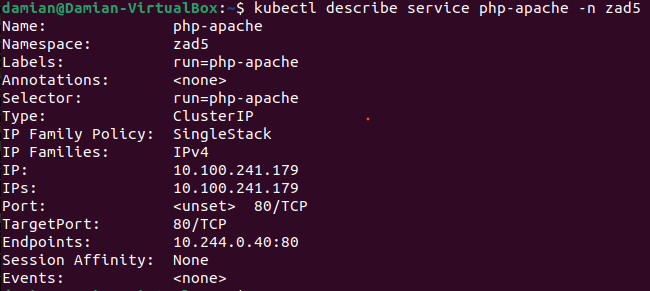 damian@Damian-VirtualBox:~$ kubectl describe service php-apache -n zad5
Name:              php-apache
Namespace:         zad5
Labels:            run=php-apache
Annotations:       <none>
Selector:          run=php-apache
Type:              ClusterIP
IP Family Policy:  SingleStack
IP Families:       IPv4
IP:                10.100.241.179
IPs:               10.100.241.179
Port:              <unset>  80/TCP
TargetPort:        80/TCP
Endpoints:         10.244.0.40:80
Session Affinity:  None
Events:            <none>